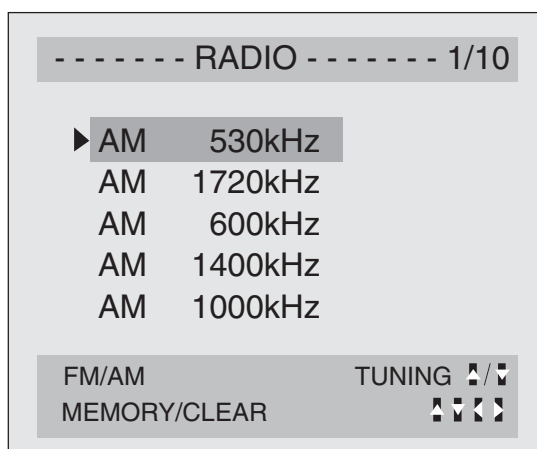 - - - - - - - RADIO - - - - - - - 1/10
AM 530kHz
AM 1720kHz
AM 600kHz
AM 1400kHz
AM 1000kHz
FM/AM TUNING /
MEMORY/CLEAR